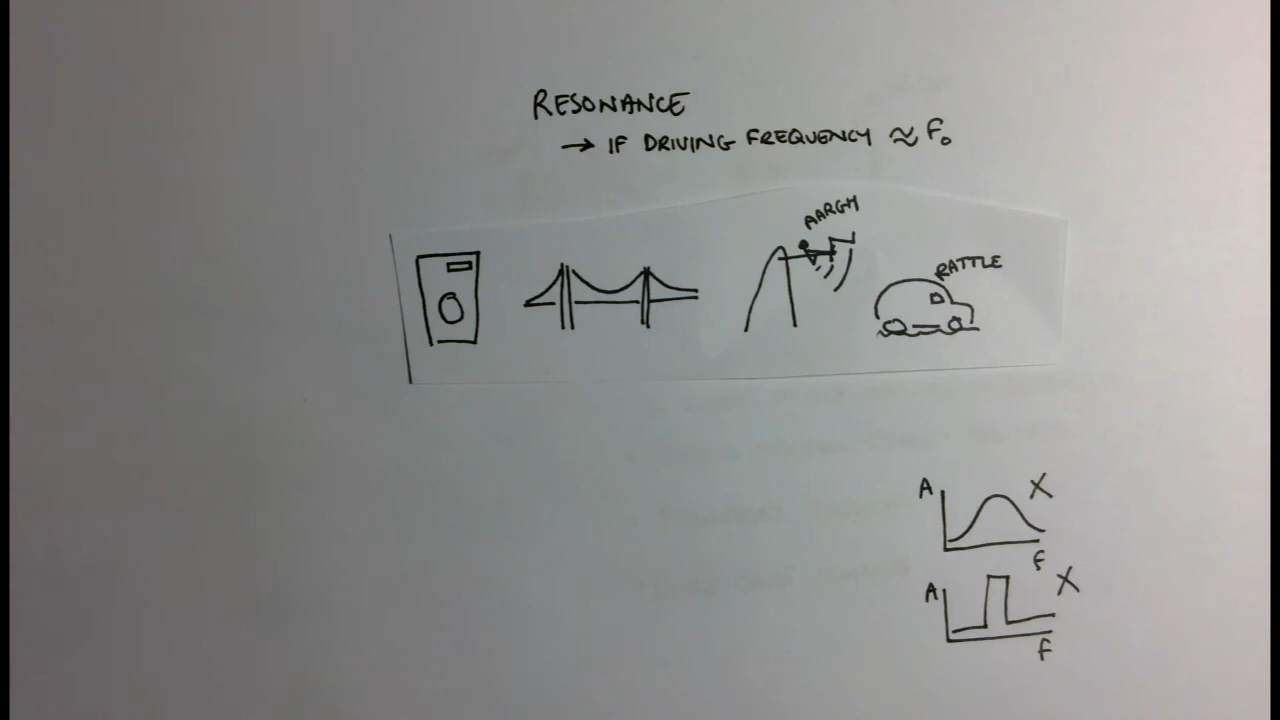 RESONANCE
→ IF DRIVING FREQUENCY ≈ F₀
AARGH
RATTLE
A
X
F
A
X
F